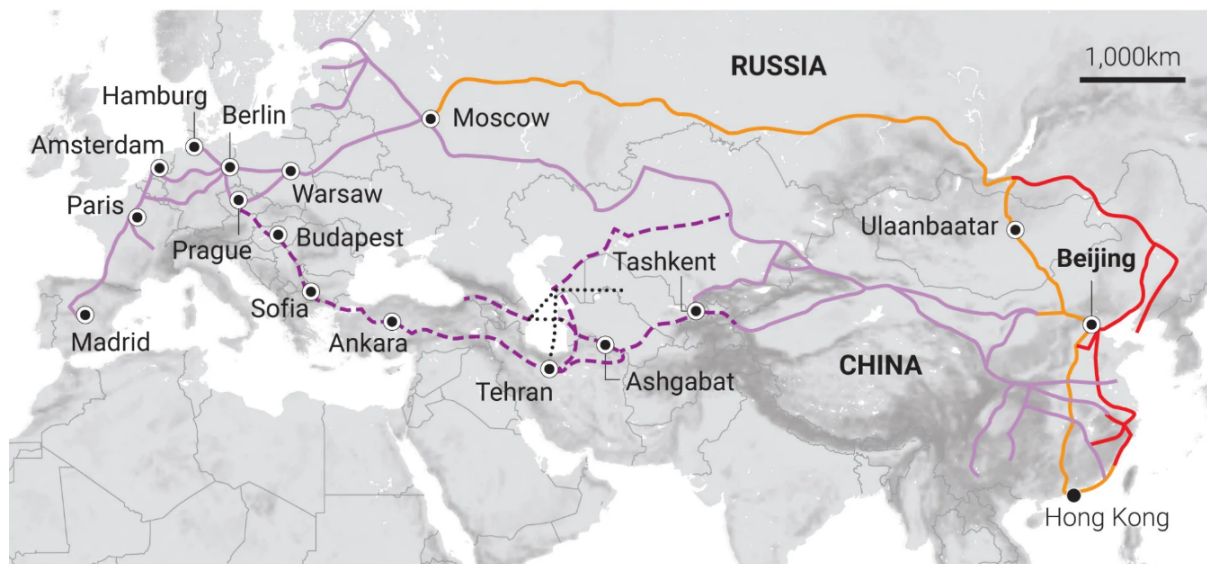 RUSSIA
1,000km
Hamburg
Berlin
Moscow
Amsterdam
Warsaw
Paris
Ulaanbaatar
Prague
Budapest
Tashkent
Beijing
Sofia
Madrid
Ankara
CHINA
Tehran
Ashgabat
Hong Kong